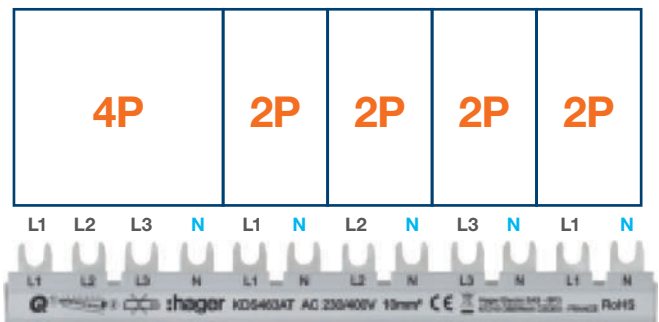 4P 2P 2P 2P 2P
L1 L2 L3 N L1 N L2 N L3 N L1 N
L1 L2 L3 N L1 N L2 N L3 N L1 N
:hager KDS463AT AC 230/400V 10mm² CE RoHS